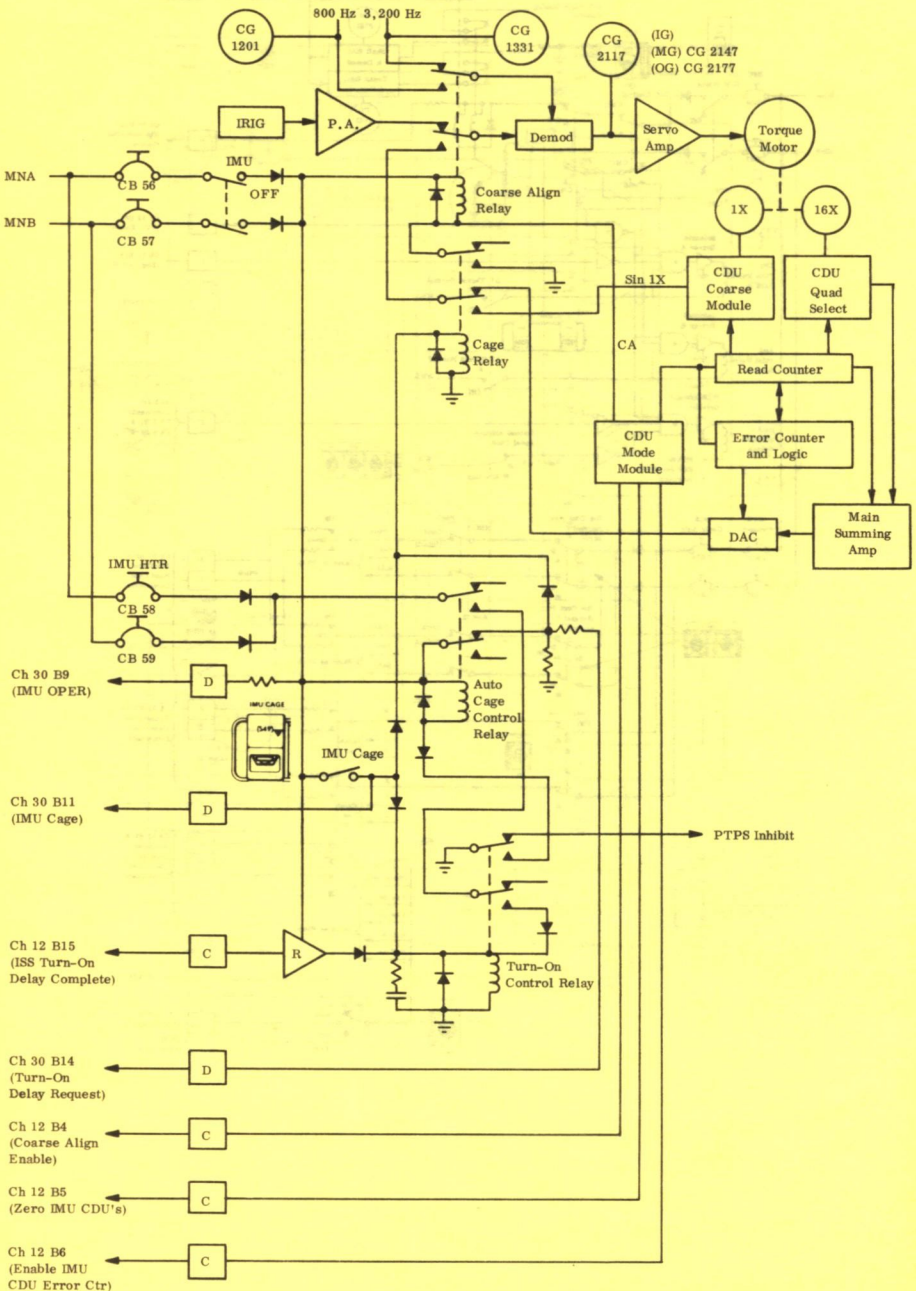 800 Hz 3,200 Hz
CG
1201
CG
1331
CG
2117
(IG)
(MG) CG 2147
(OG) CG 2177
IRIG
P.A.
Demod
Servo
Amp
Torque
Motor
MNA
CB 56
IMU
OFF
MNB
CB 57
Coarse Align
Relay
1X
16X
Sin 1X
CDU
Coarse
Module
CDU
Quad
Select
Cage
Relay
CA
Read Counter
CDU
Mode
Module
Error Counter
and Logic
DAC
Main
Summing
Amp
IMU HTR
CB 58
CB 59
Ch 30 B9
(IMU OPER)
D
Auto
Cage
Control
Relay
IMU CAGE
IMU Cage
Ch 30 B11
(IMU Cage)
D
PTPS Inhibit
Ch 12 B15
(ISS Turn-On
Delay Complete)
C
R
Turn-On
Control Relay
Ch 30 B14
(Turn-On
Delay Request)
D
Ch 12 B4
(Coarse Align
Enable)
C
Ch 12 B5
(Zero IMU CDU's)
C
Ch 12 B6
(Enable IMU
CDU Error Ctr)
C